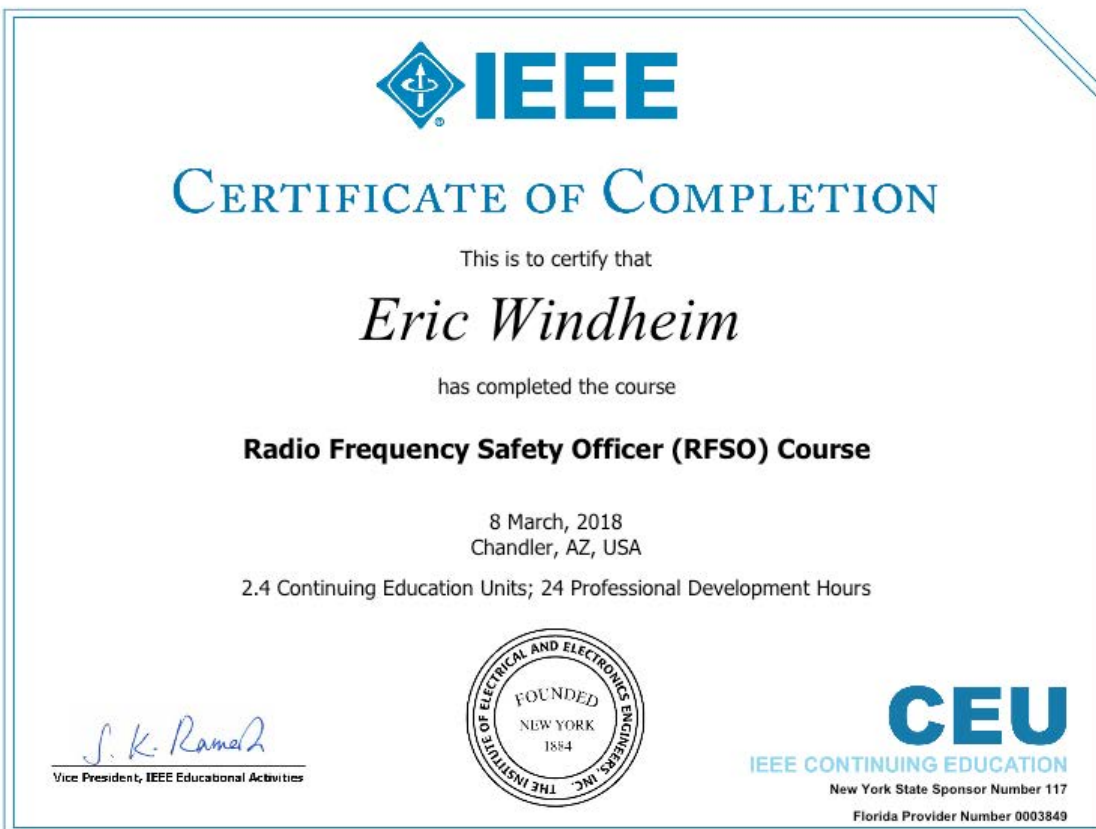 IEEE
CERTIFICATE OF COMPLETION
This is to certify that
Eric Windheim
has completed the course
Radio Frequency Safety Officer (RFSO) Course
8 March, 2018
Chandler, AZ, USA
2.4 Continuing Education Units; 24 Professional Development Hours
THE INSTITUTE OF ELECTRICAL AND ELECTRONICS ENGINEERS, INC.
FOUNDED
NEW YORK
1884
S. K. Ramesh
Vice President, IEEE Educational Activities
CEU
IEEE CONTINUING EDUCATION
New York State Sponsor Number 117
Florida Provider Number 0003849